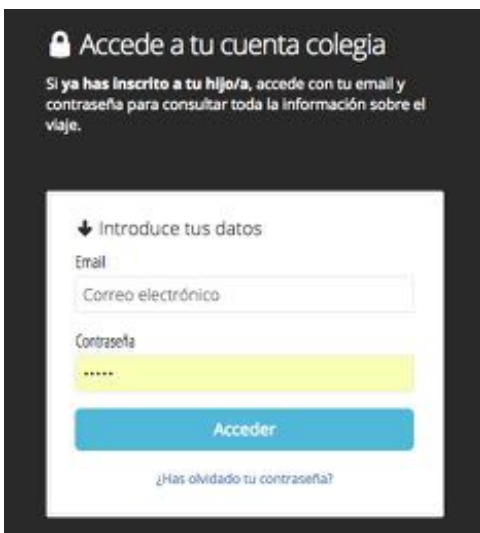 Accede a tu cuenta colegia
Si ya has inscrito a tu hijo/a, accede con tu email y
contraseña para consultar toda la información sobre el
viaje.
Introduce tus datos
Email
Correo electrónico
Contraseña
•••••
Acceder
¿Has olvidado tu contraseña?